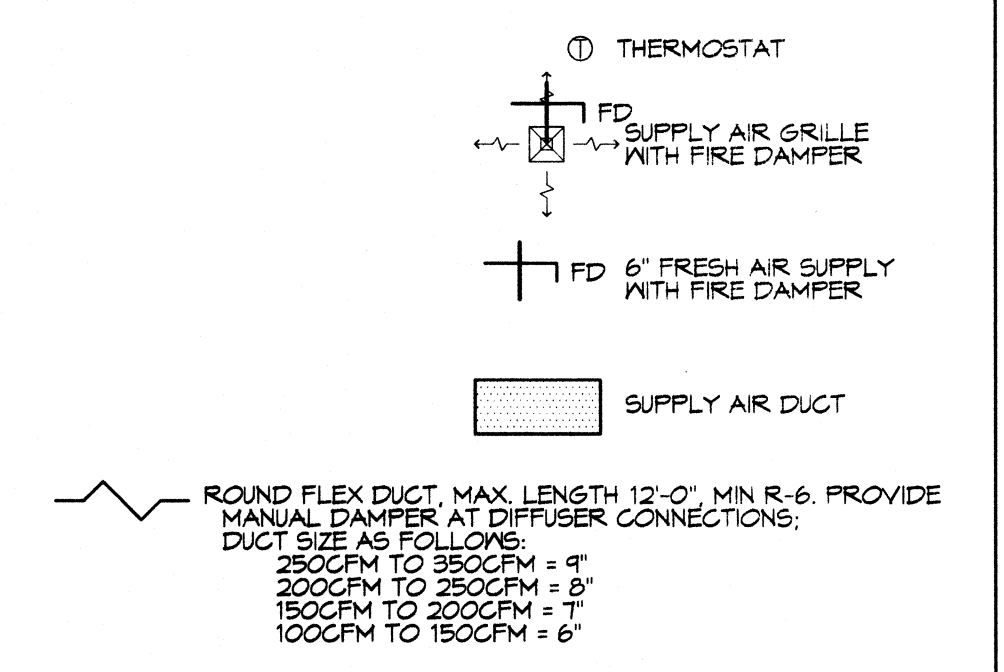 T THERMOSTAT
FD
SUPPLY AIR GRILLE
WITH FIRE DAMPER
FD 6" FRESH AIR SUPPLY
WITH FIRE DAMPER
SUPPLY AIR DUCT
ROUND FLEX DUCT, MAX. LENGTH 12'-0", MIN R-6. PROVIDE
MANUAL DAMPER AT DIFFUSER CONNECTIONS;
DUCT SIZE AS FOLLOWS:
250CFM TO 350CFM = 9"
200CFM TO 250CFM = 8"
150CFM TO 200CFM = 7"
100CFM TO 150CFM = 6"